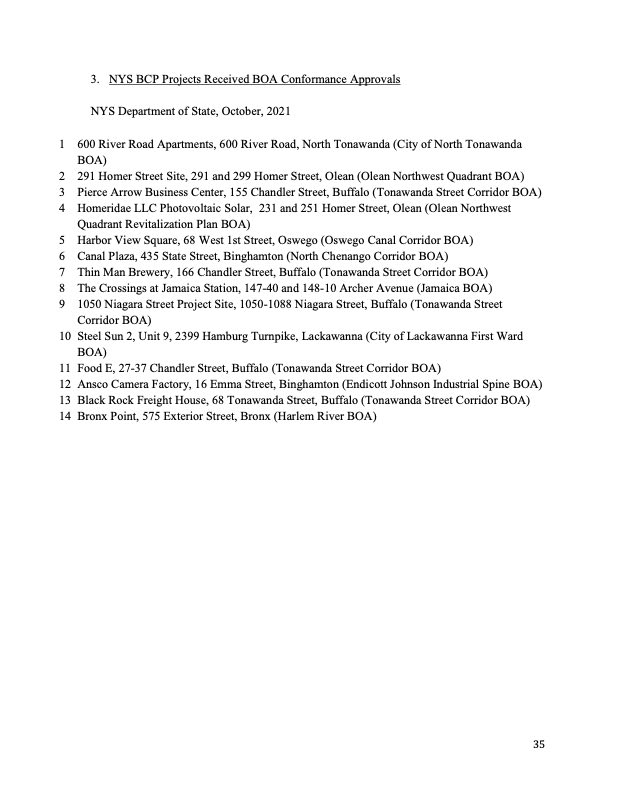 3. NYS BCP Projects Received BOA Conformance Approvals
NYS Department of State, October, 2021
1 600 River Road Apartments, 600 River Road, North Tonawanda (City of North Tonawanda
BOA)
2 291 Homer Street Site, 291 and 299 Homer Street, Olean (Olean Northwest Quadrant BOA)
3 Pierce Arrow Business Center, 155 Chandler Street, Buffalo (Tonawanda Street Corridor BOA)
4 Homeridae LLC Photovoltaic Solar, 231 and 251 Homer Street, Olean (Olean Northwest
Quadrant Revitalization Plan BOA)
5 Harbor View Square, 68 West 1st Street, Oswego (Oswego Canal Corridor BOA)
6 Canal Plaza, 435 State Street, Binghamton (North Chenango Corridor BOA)
7 Thin Man Brewery, 166 Chandler Street, Buffalo (Tonawanda Street Corridor BOA)
8 The Crossings at Jamaica Station, 147-40 and 148-10 Archer Avenue (Jamaica BOA)
9 1050 Niagara Street Project Site, 1050-1088 Niagara Street, Buffalo (Tonawanda Street
Corridor BOA)
10 Steel Sun 2, Unit 9, 2399 Hamburg Turnpike, Lackawanna (City of Lackawanna First Ward
BOA)
11 Food E, 27-37 Chandler Street, Buffalo (Tonawanda Street Corridor BOA)
12 Ansco Camera Factory, 16 Emma Street, Binghamton (Endicott Johnson Industrial Spine BOA)
13 Black Rock Freight House, 68 Tonawanda Street, Buffalo (Tonawanda Street Corridor BOA)
14 Bronx Point, 575 Exterior Street, Bronx (Harlem River BOA)
35